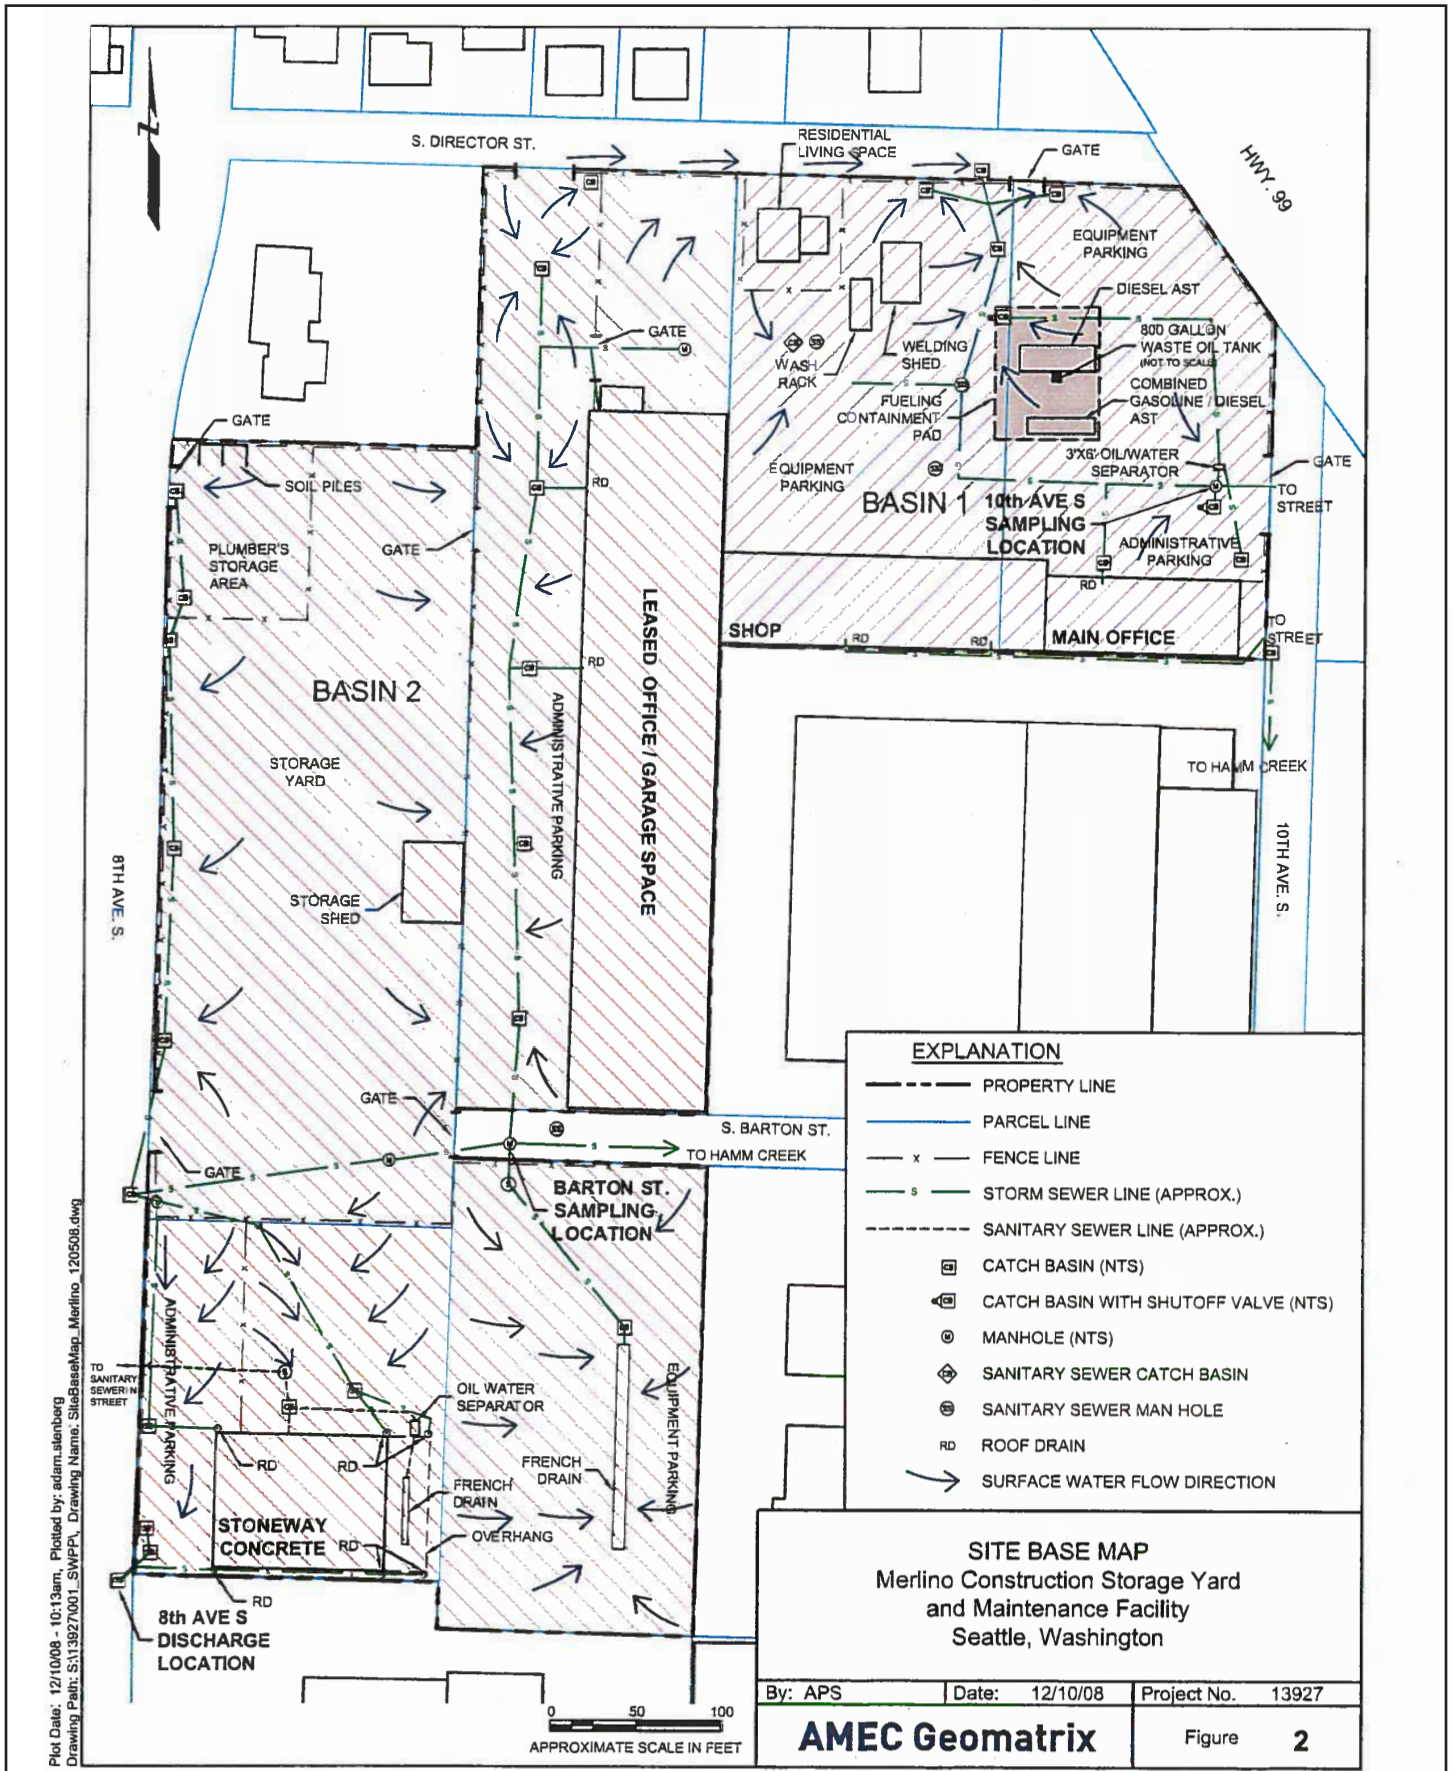 S. DIRECTOR ST.
RESIDENTIAL
LIVING SPACE
GATE
HWY. 99
EQUIPMENT
PARKING
DIESEL AST
800 GALLON
WASTE OIL TANK
(NOT TO SCALE)
COMBINED
GASOLINE / DIESEL
AST
GATE
WASH
RACK
WELDING
SHED
FUELING
CONTAINMENT
PAD
3'X6' OIL/WATER
SEPARATOR
GATE
TO
STREET
GATE
SOIL PILES
RD
EQUIPMENT
PARKING
BASIN 1
10th AVE S
SAMPLING
LOCATION
ADMINISTRATIVE
PARKING
PLUMBER'S
STORAGE
AREA
GATE
RD
SHOP
RD
RD
MAIN OFFICE
TO
STREET
BASIN 2
RD
LEASED OFFICE / GARAGE SPACE
ADMINISTRATIVE PARKING
STORAGE
YARD
TO HAMM CREEK
8TH AVE. S.
10TH AVE. S.
STORAGE
SHED
GATE
S. BARTON ST.
TO HAMM CREEK
GATE
BARTON ST.
SAMPLING
LOCATION
ADMINISTRATIVE PARKING
TO
SANITARY
SEWER IN
STREET
OIL WATER
SEPARATOR
EQUIPMENT PARKING
RD
RD
FRENCH
DRAIN
FRENCH
DRAIN
STONEWAY
CONCRETE
RD
OVERHANG
RD
8th AVE S
DISCHARGE
LOCATION
EXPLANATION
PROPERTY LINE
PARCEL LINE
x FENCE LINE
S STORM SEWER LINE (APPROX.)
SANITARY SEWER LINE (APPROX.)
CB CATCH BASIN (NTS)
CB CATCH BASIN WITH SHUTOFF VALVE (NTS)
M MANHOLE (NTS)
CB SANITARY SEWER CATCH BASIN
SS SANITARY SEWER MAN HOLE
RD ROOF DRAIN
SURFACE WATER FLOW DIRECTION
SITE BASE MAP
Merlino Construction Storage Yard
and Maintenance Facility
Seattle, Washington
By: APS Date: 12/10/08 Project No. 13927
AMEC Geomatrix Figure 2
0 50 100
APPROXIMATE SCALE IN FEET
Plot Date: 12/10/08 - 10:13am, Plotted by: adam.stenberg
Drawing Path: S:\13927\001_SWPP\, Drawing Name: SiteBaseMap_Merlino_120508.dwg